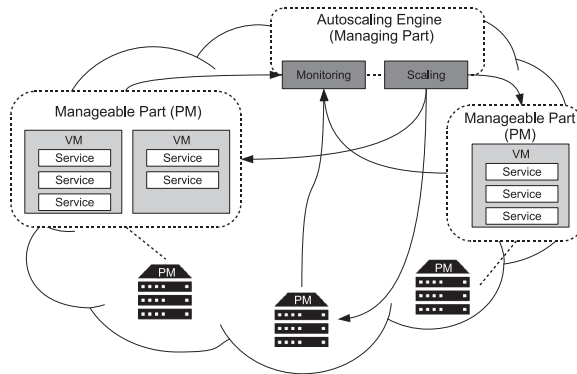 Autoscaling Engine
(Managing Part)
Monitoring
Scaling
Manageable Part (PM)
VM
Service
Service
Service
VM
Service
Service
Manageable Part
(PM)
VM
Service
Service
Service
PM
PM
PM